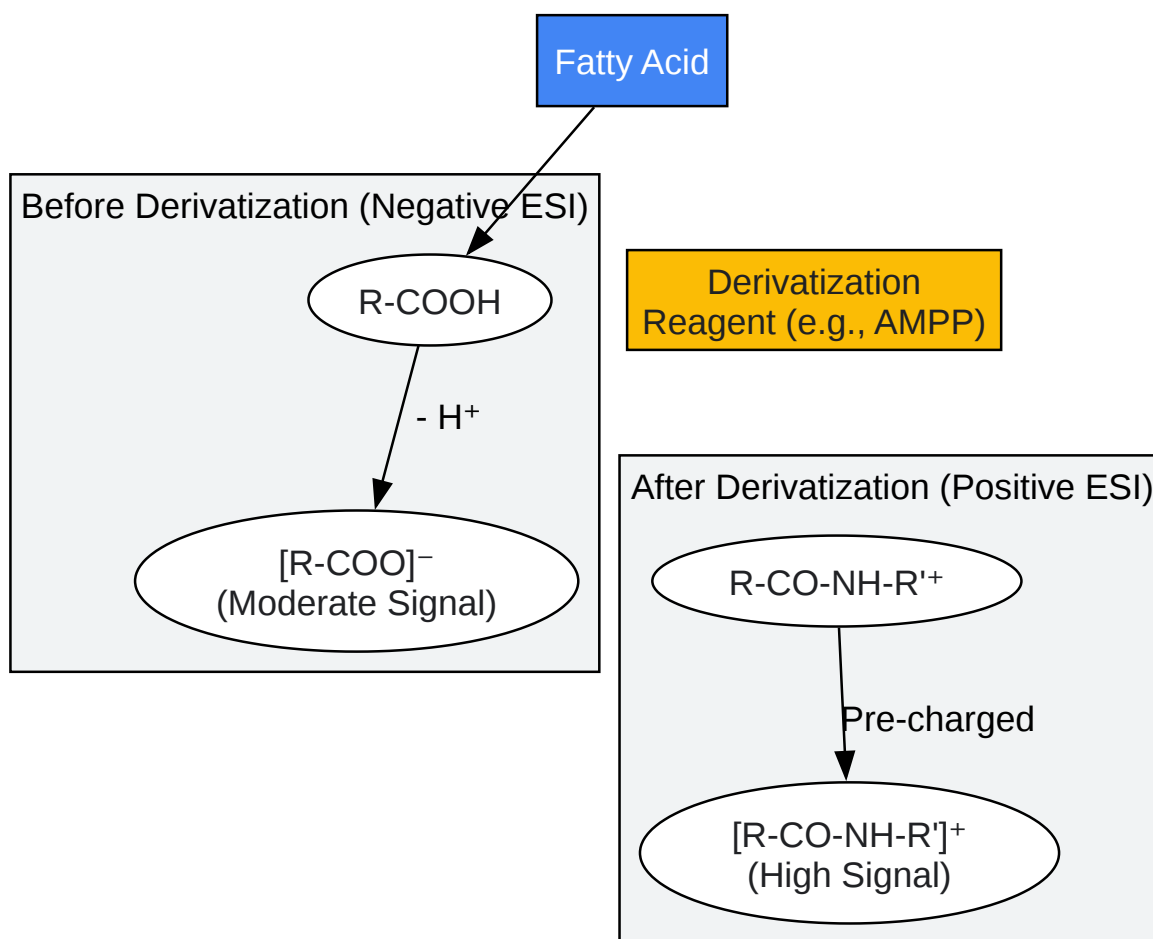 Fatty Acid
Before Derivatization (Negative ESI)
R-COOH
- H⁺
[R-COO]⁻
(Moderate Signal)
Derivatization
Reagent (e.g., AMPP)
After Derivatization (Positive ESI)
R-CO-NH-R'⁺
Pre-charged
[R-CO-NH-R']⁺
(High Signal)